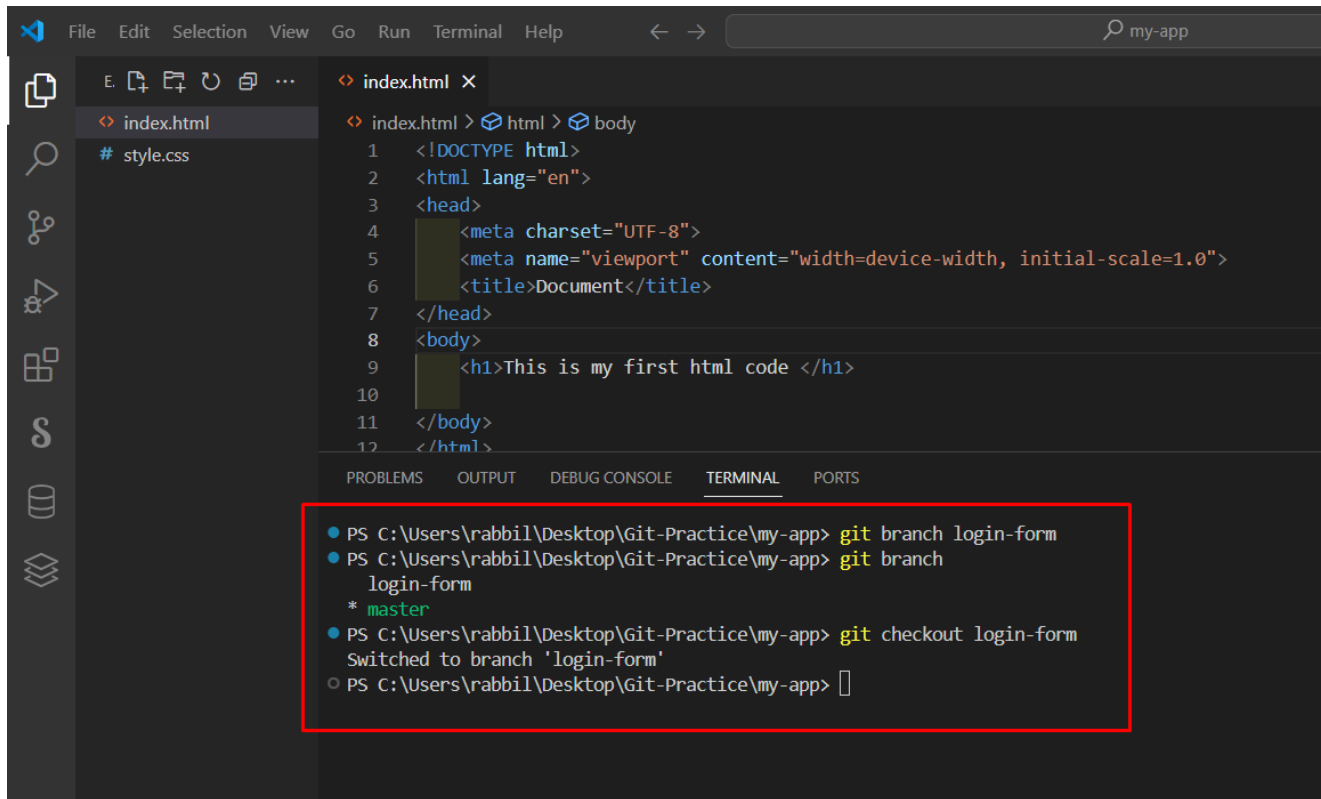 File Edit Selection View Go Run Terminal Help my-app
E.
index.html
style.css
index.html
index.html > html > body
1 <!DOCTYPE html>
2 <html lang="en">
3 <head>
4 <meta charset="UTF-8">
5 <meta name="viewport" content="width=device-width, initial-scale=1.0">
6 <title>Document</title>
7 </head>
8 <body>
9 <h1>This is my first html code </h1>
10
11 </body>
12 </html>
PROBLEMS OUTPUT DEBUG CONSOLE TERMINAL PORTS
PS C:\Users\rabbil\Desktop\Git-Practice\my-app> git branch login-form
PS C:\Users\rabbil\Desktop\Git-Practice\my-app> git branch
login-form
* master
PS C:\Users\rabbil\Desktop\Git-Practice\my-app> git checkout login-form
Switched to branch 'login-form'
PS C:\Users\rabbil\Desktop\Git-Practice\my-app>